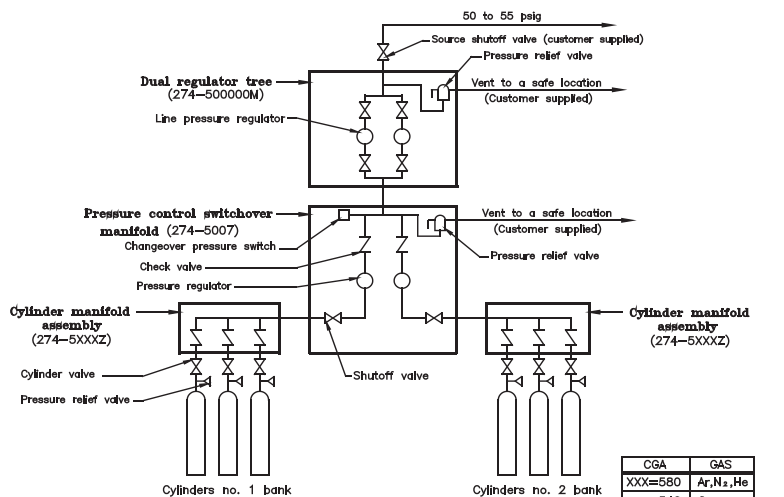 50 to 55 psig
Source shutoff valve (customer supplied)
Pressure relief valve
Dual regulator tree
(274-500000M)
Vent to a safe location
(Customer supplied)
Line pressure regulator
Pressure control switchover
manifold (274-5007)
Vent to a safe location
(Customer supplied)
Changeover pressure switch
Pressure relief valve
Check valve
Pressure regulator
Cylinder manifold
assembly
(274-5XXXZ)
Cylinder manifold
assembly
(274-5XXXZ)
Cylinder valve
Shutoff valve
Pressure relief valve
Cylinders no. 1 bank
Cylinders no. 2 bank
CGA GAS
XXX=580 Ar,N₂,He